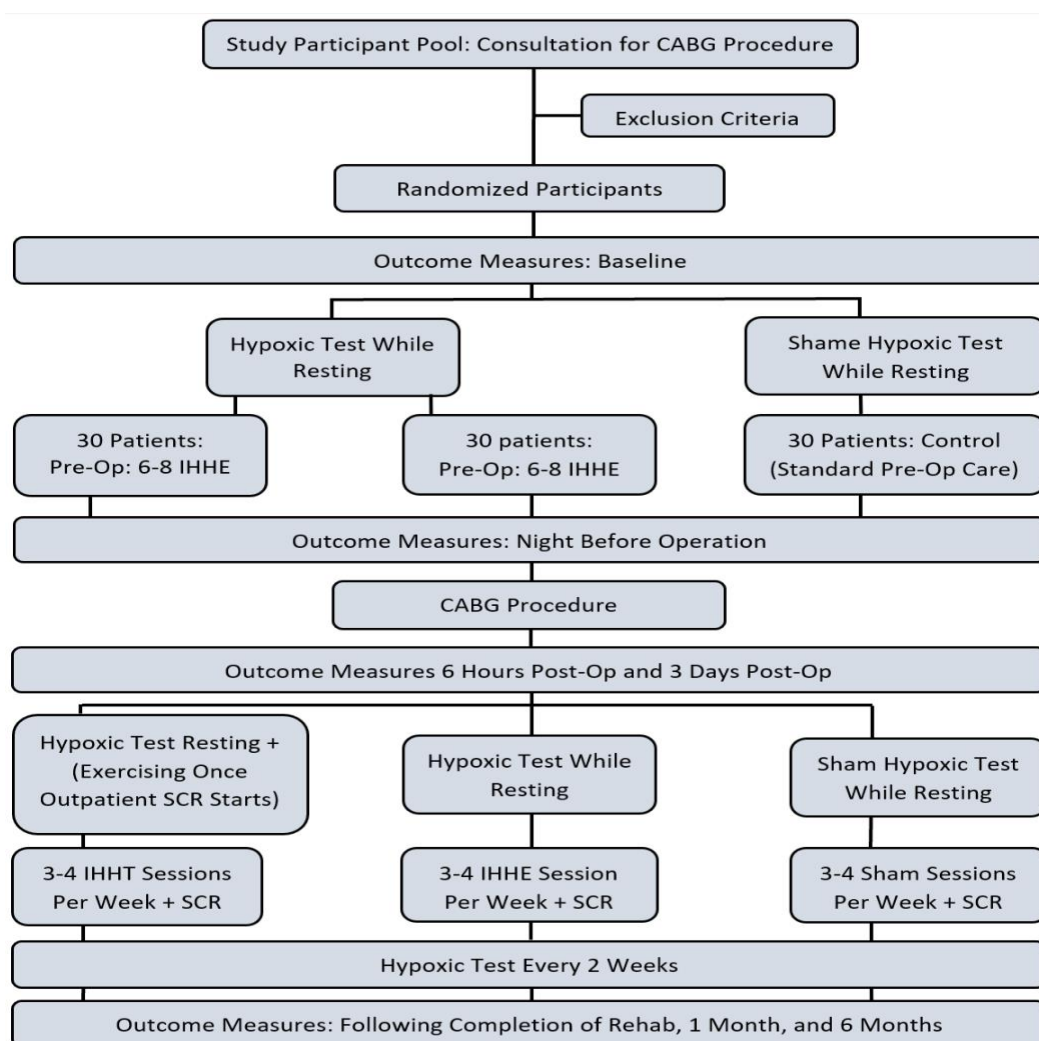 Study Participant Pool: Consultation for CABG Procedure
Exclusion Criteria
Randomized Participants
Outcome Measures: Baseline
Hypoxic Test While
Resting
Shame Hypoxic Test
While Resting
30 Patients:
Pre-Op: 6-8 IHHE
30 patients:
Pre-Op: 6-8 IHHE
30 Patients: Control
(Standard Pre-Op Care)
Outcome Measures: Night Before Operation
CABG Procedure
Outcome Measures 6 Hours Post-Op and 3 Days Post-Op
Hypoxic Test Resting +
(Exercising Once
Outpatient SCR Starts)
Hypoxic Test While
Resting
Sham Hypoxic Test
While Resting
3-4 IHHT Sessions
Per Week + SCR
3-4 IHHE Session
Per Week + SCR
3-4 Sham Sessions
Per Week + SCR
Hypoxic Test Every 2 Weeks
Outcome Measures: Following Completion of Rehab, 1 Month, and 6 Months